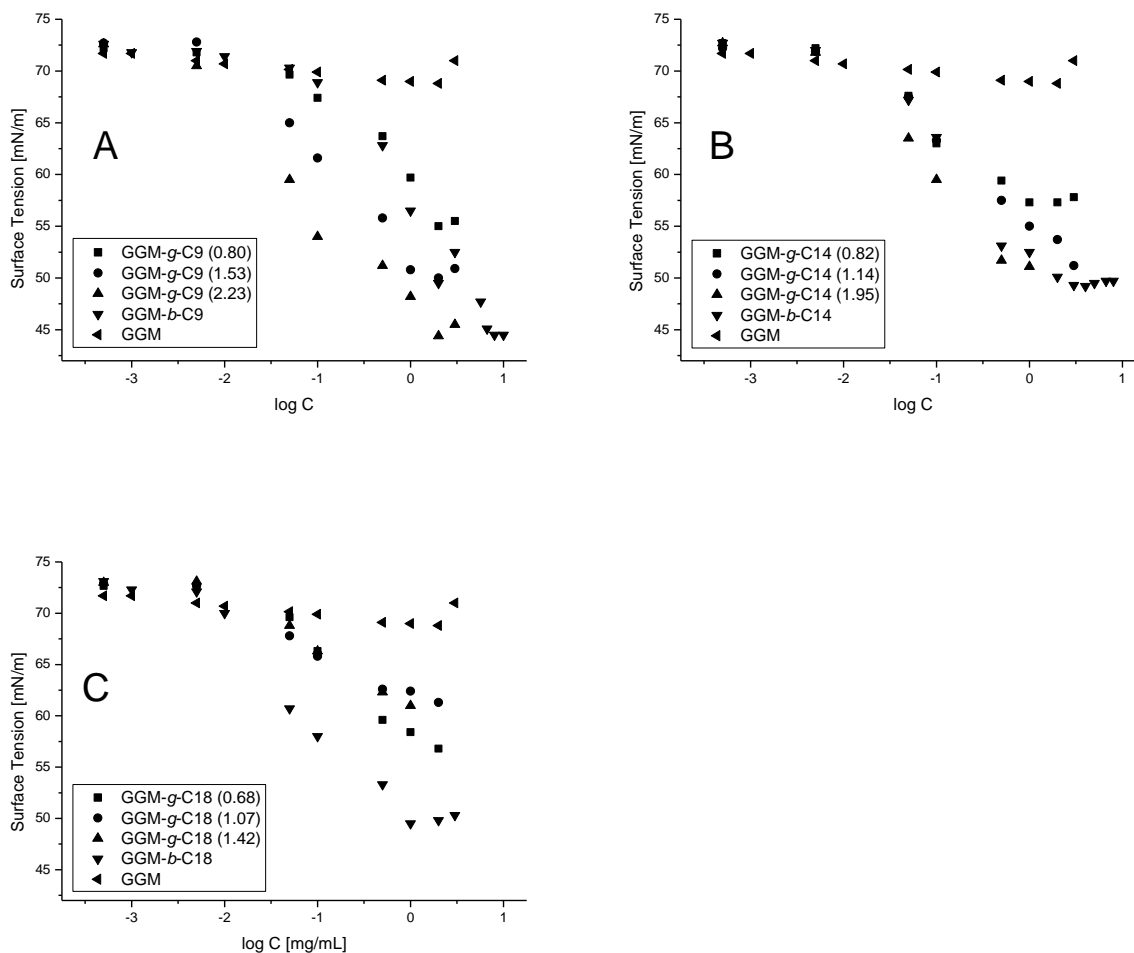 75
70
65
60
55
50
45
Surface Tension [mN/m]
A
GGM-g-C9 (0.80)
GGM-g-C9 (1.53)
GGM-g-C9 (2.23)
GGM-b-C9
GGM
-3 -2 -1 0 1
log C
75
70
65
60
55
50
45
Surface Tension [mN/m]
B
GGM-g-C14 (0.82)
GGM-g-C14 (1.14)
GGM-g-C14 (1.95)
GGM-b-C14
GGM
-3 -2 -1 0 1
log C
75
70
65
60
55
50
45
Surface Tension [mN/m]
C
GGM-g-C18 (0.68)
GGM-g-C18 (1.07)
GGM-g-C18 (1.42)
GGM-b-C18
GGM
-3 -2 -1 0 1
log C [mg/mL]